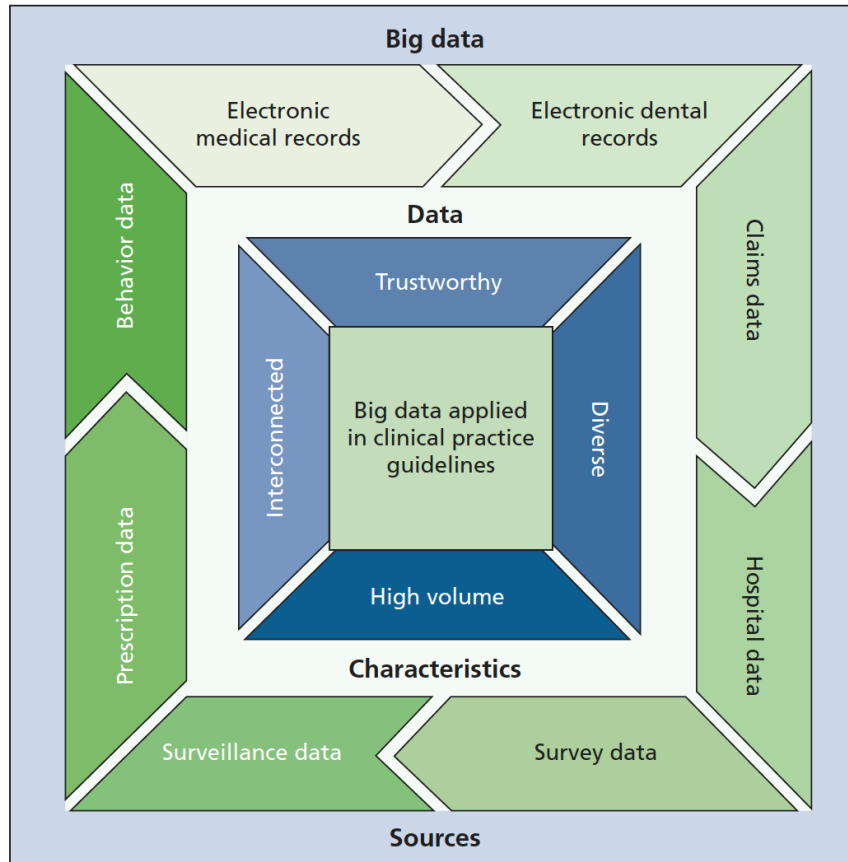 Big data
Electronic
medical records
Electronic dental
records
Behavior data
Claims data
Data
Trustworthy
Interconnected
Big data applied
in clinical practice
guidelines
Diverse
High volume
Characteristics
Prescription data
Hospital data
Surveillance data
Survey data
Sources